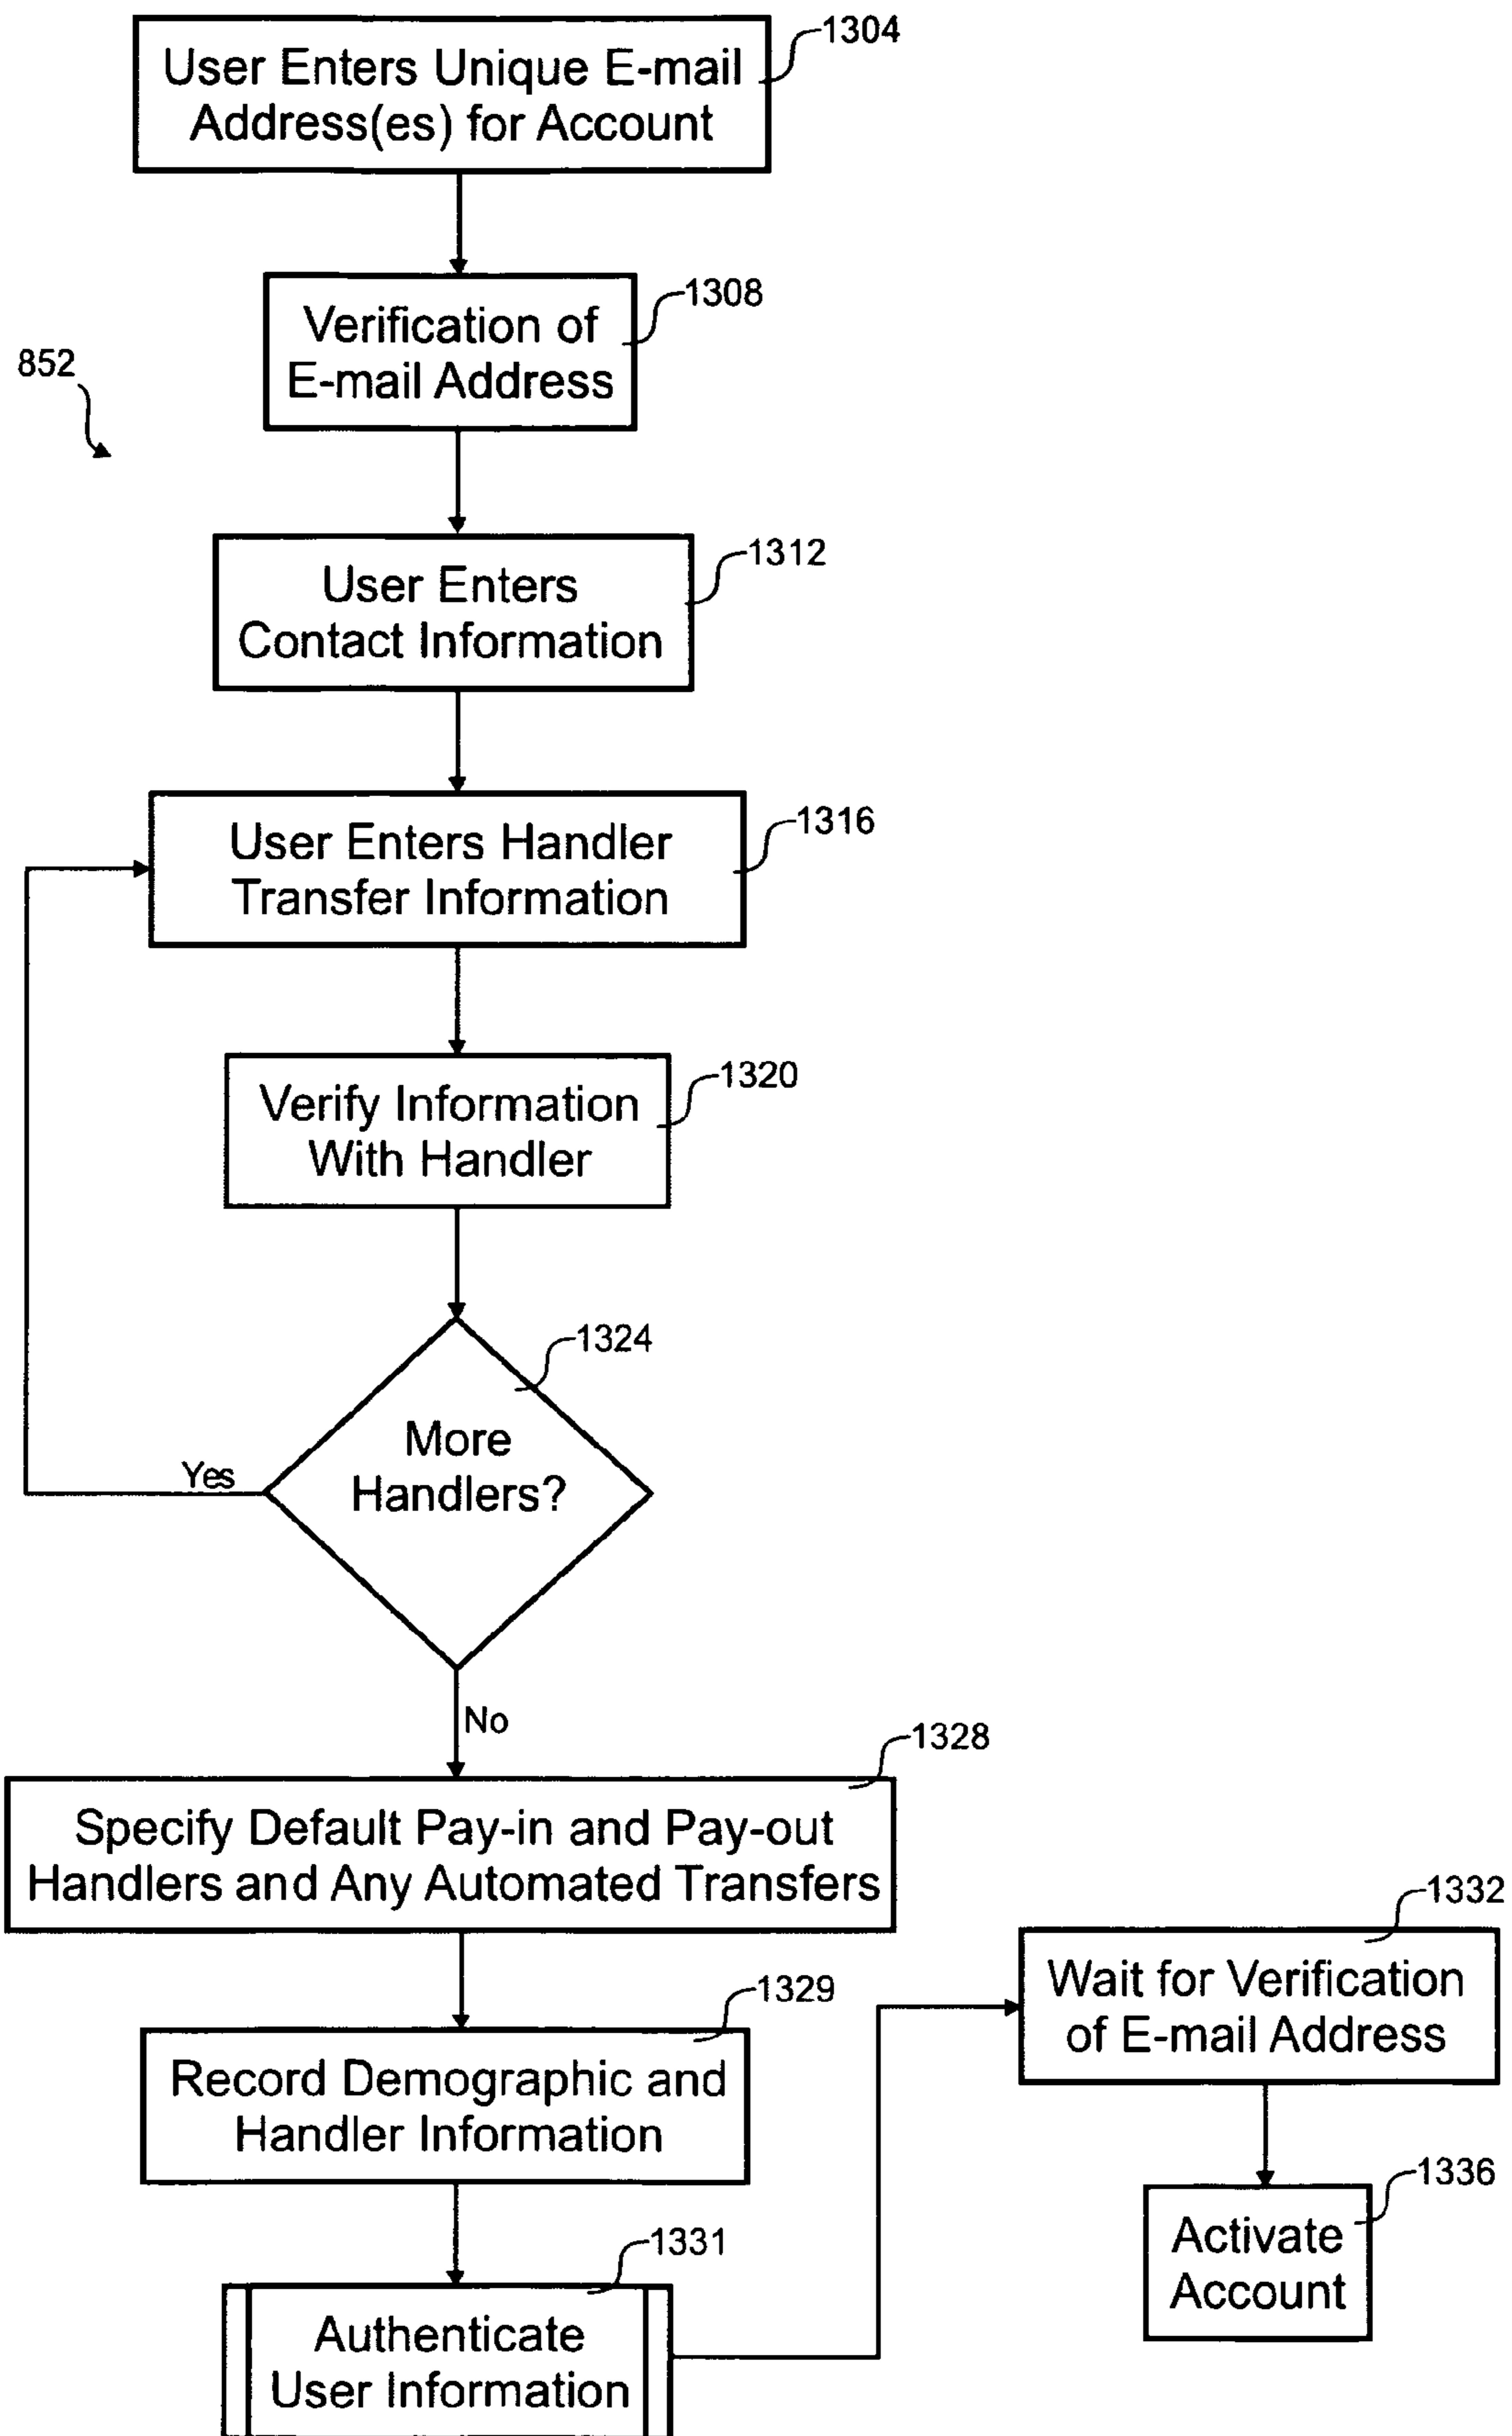 1304
User Enters Unique E-mail
Address(es) for Account
1308
Verification of
E-mail Address
852
1312
User Enters
Contact Information
1316
User Enters Handler
Transfer Information
1320
Verify Information
With Handler
1324
More
Handlers?
Yes
No
1328
Specify Default Pay-in and Pay-out
Handlers and Any Automated Transfers
1329
Record Demographic and
Handler Information
1331
Authenticate
User Information
1332
Wait for Verification
of E-mail Address
1336
Activate
Account